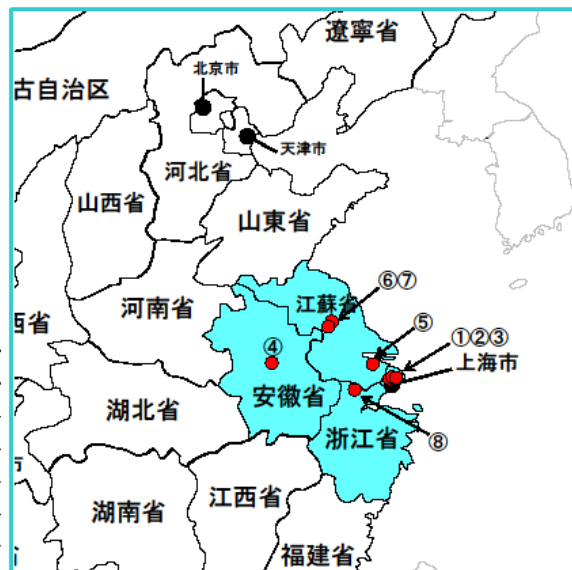 遼寧省
北京市
古自治区
天津市
河北省
山西省
山東省
河南省
江蘇省
⑥⑦
西省
④
⑤
①②③
上海市
安徽省
湖北省
浙江省
⑧
市
江西省
湖南省
福建省
省